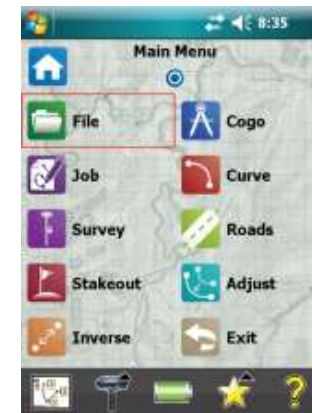 8:35
Main Menu
File
Cogo
Job
Curve
Survey
Roads
Stakeout
Adjust
Inverse
Exit